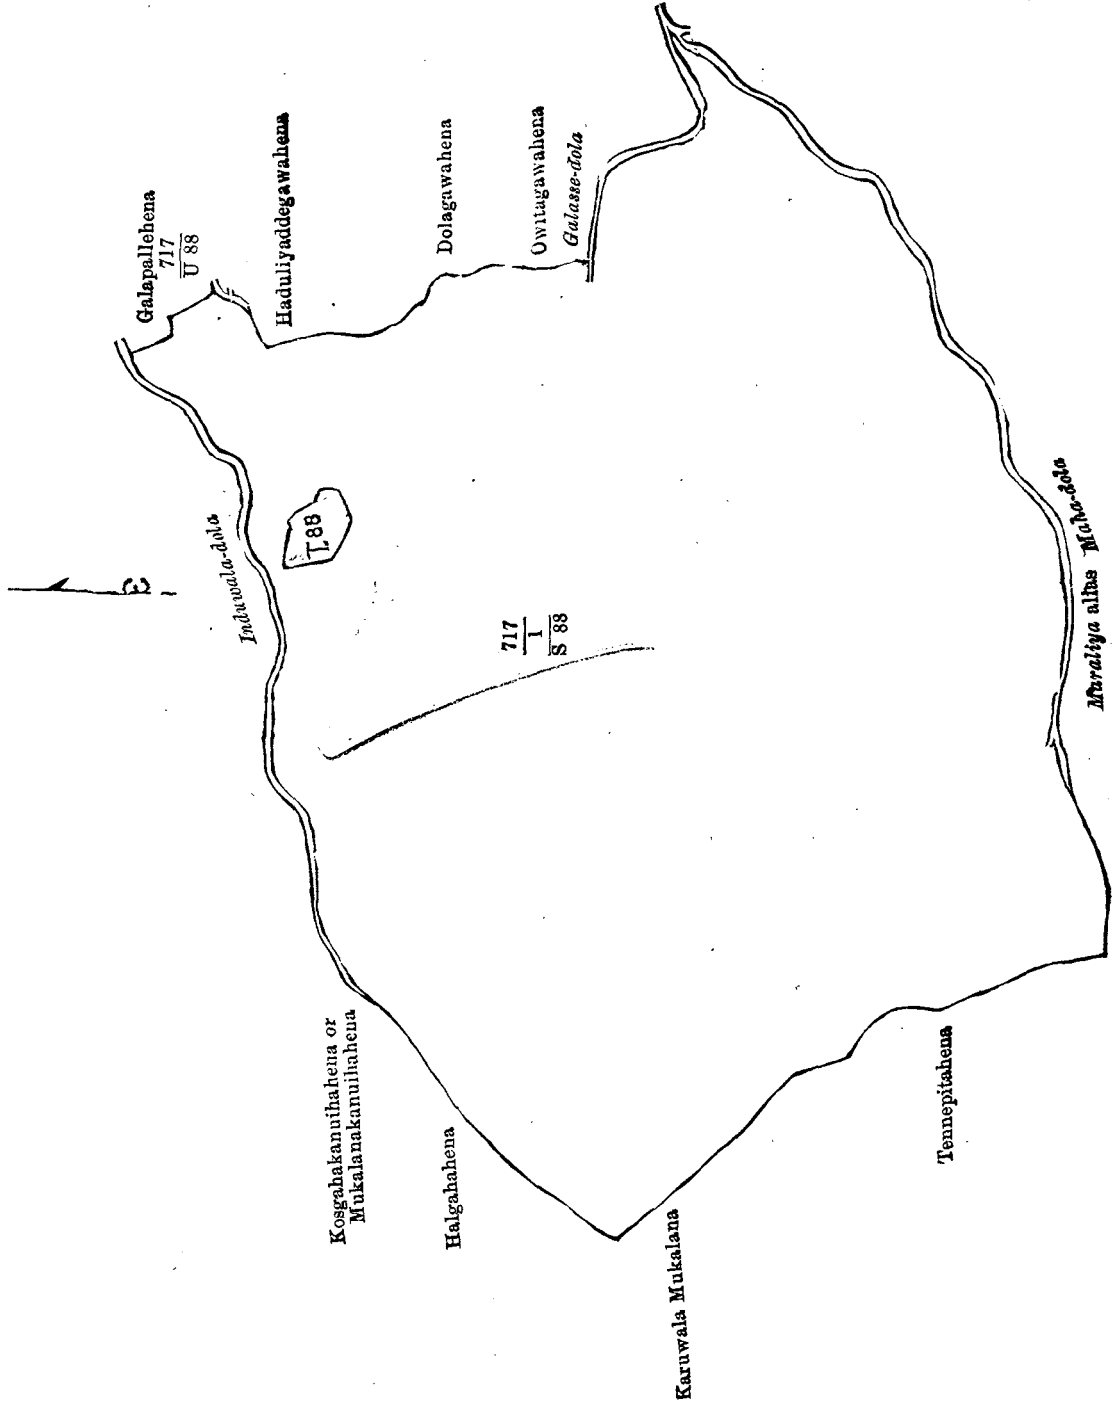 Galapallehena
717
U 88
Haduliyaddegawahena
Dolagawahena
Owitagawahena
Galasse-dola
Induwala-dola
T 88
717
1
S 88
Muraliya alias Maha-dola
Kosgahakanuihahena or
Mukalanakanuihahena
Halgahahena
Karuwala Mukalana
Tennepitahena